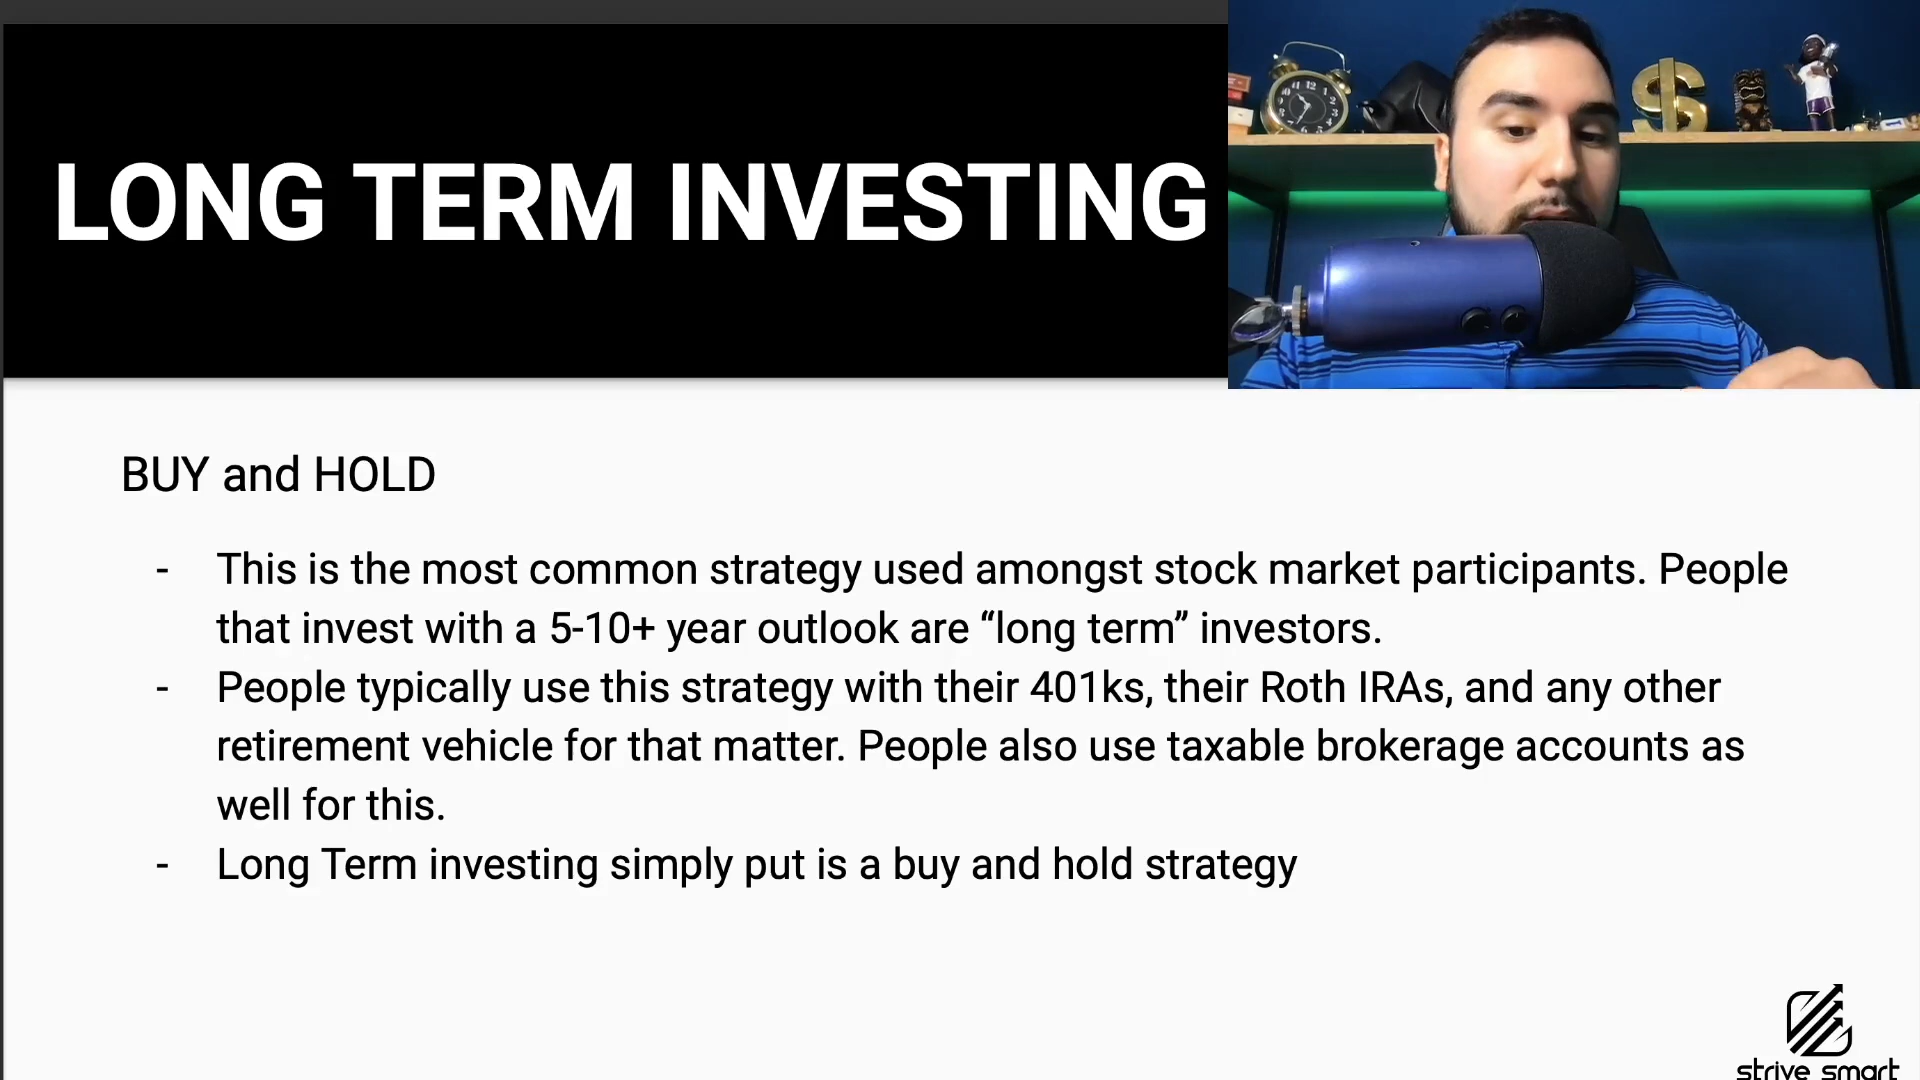 LONG TERM INVESTING
BUY and HOLD
- This is the most common strategy used amongst stock market participants. People
that invest with a 5-10+ year outlook are “long term” investors.
- People typically use this strategy with their 401ks, their Roth IRAs, and any other
retirement vehicle for that matter. People also use taxable brokerage accounts as
well for this.
- Long Term investing simply put is a buy and hold strategy
strive smart